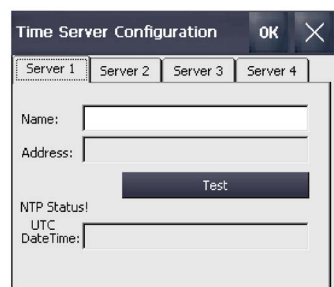 Time Server Configuration OK
Server 1 Server 2 Server 3 Server 4
Name:
Address:
Test
NTP Status!
UTC
DateTime: